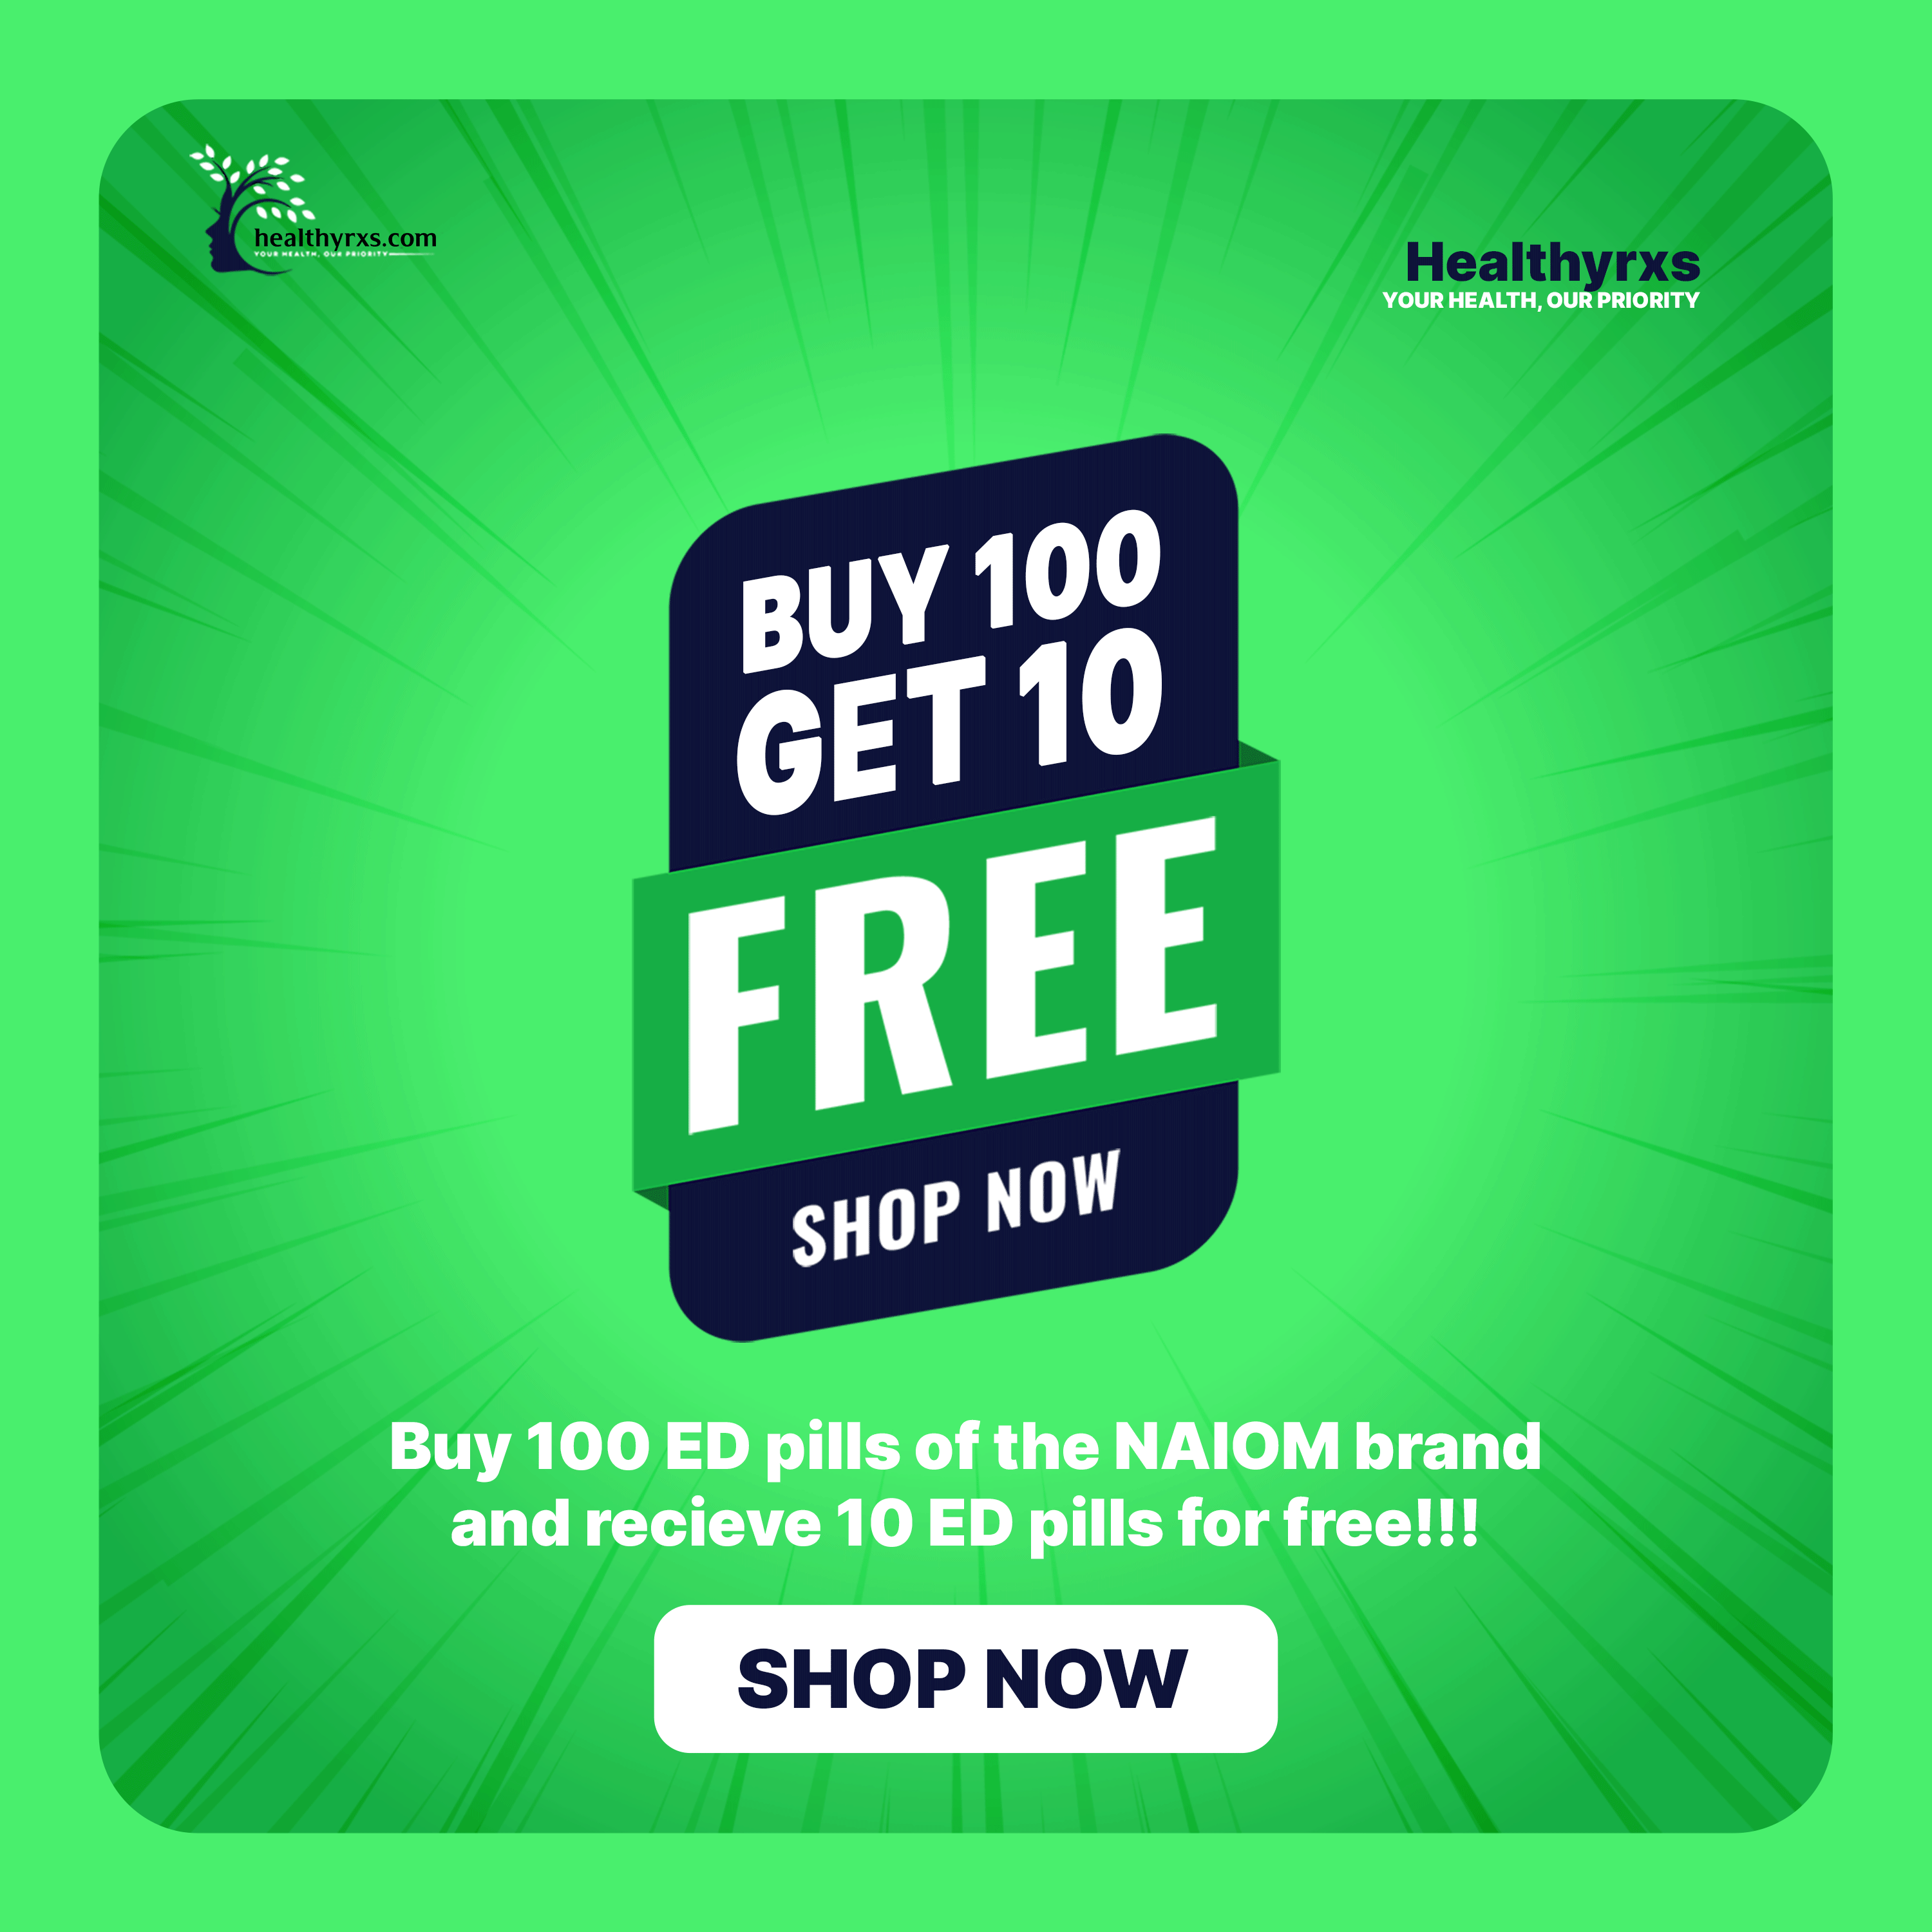 healthyrxs.com
YOUR HEALTH, OUR PRIORITY
Healthyrxs
YOUR HEALTH, OUR PRIORITY
BUY 100
GET 10
FREE
SHOP NOW
Buy 100 ED pills of the NAIOM brand
and recieve 10 ED pills for free!!!
SHOP NOW